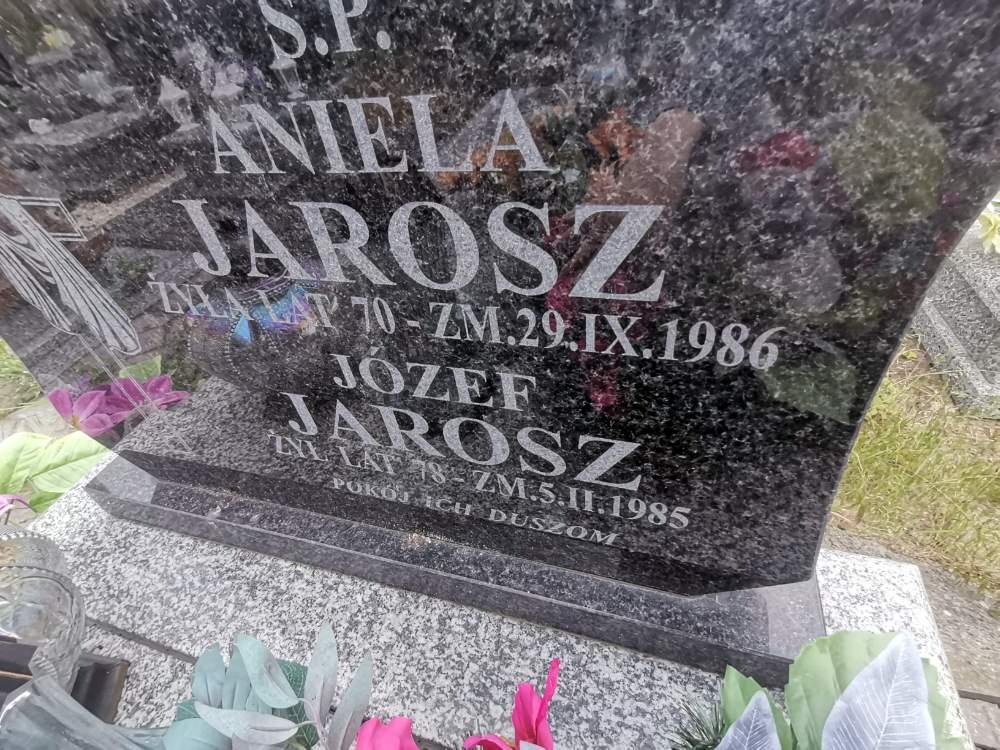 Ś.P.
ANIELA
JAROSZ
ŻYŁA LAT 70 - ZM.29.IX.1986
JÓZEF
JAROSZ
ŻYŁ LAT 78 - ZM.5.II.1985
POKÓJ ICH DUSZOM